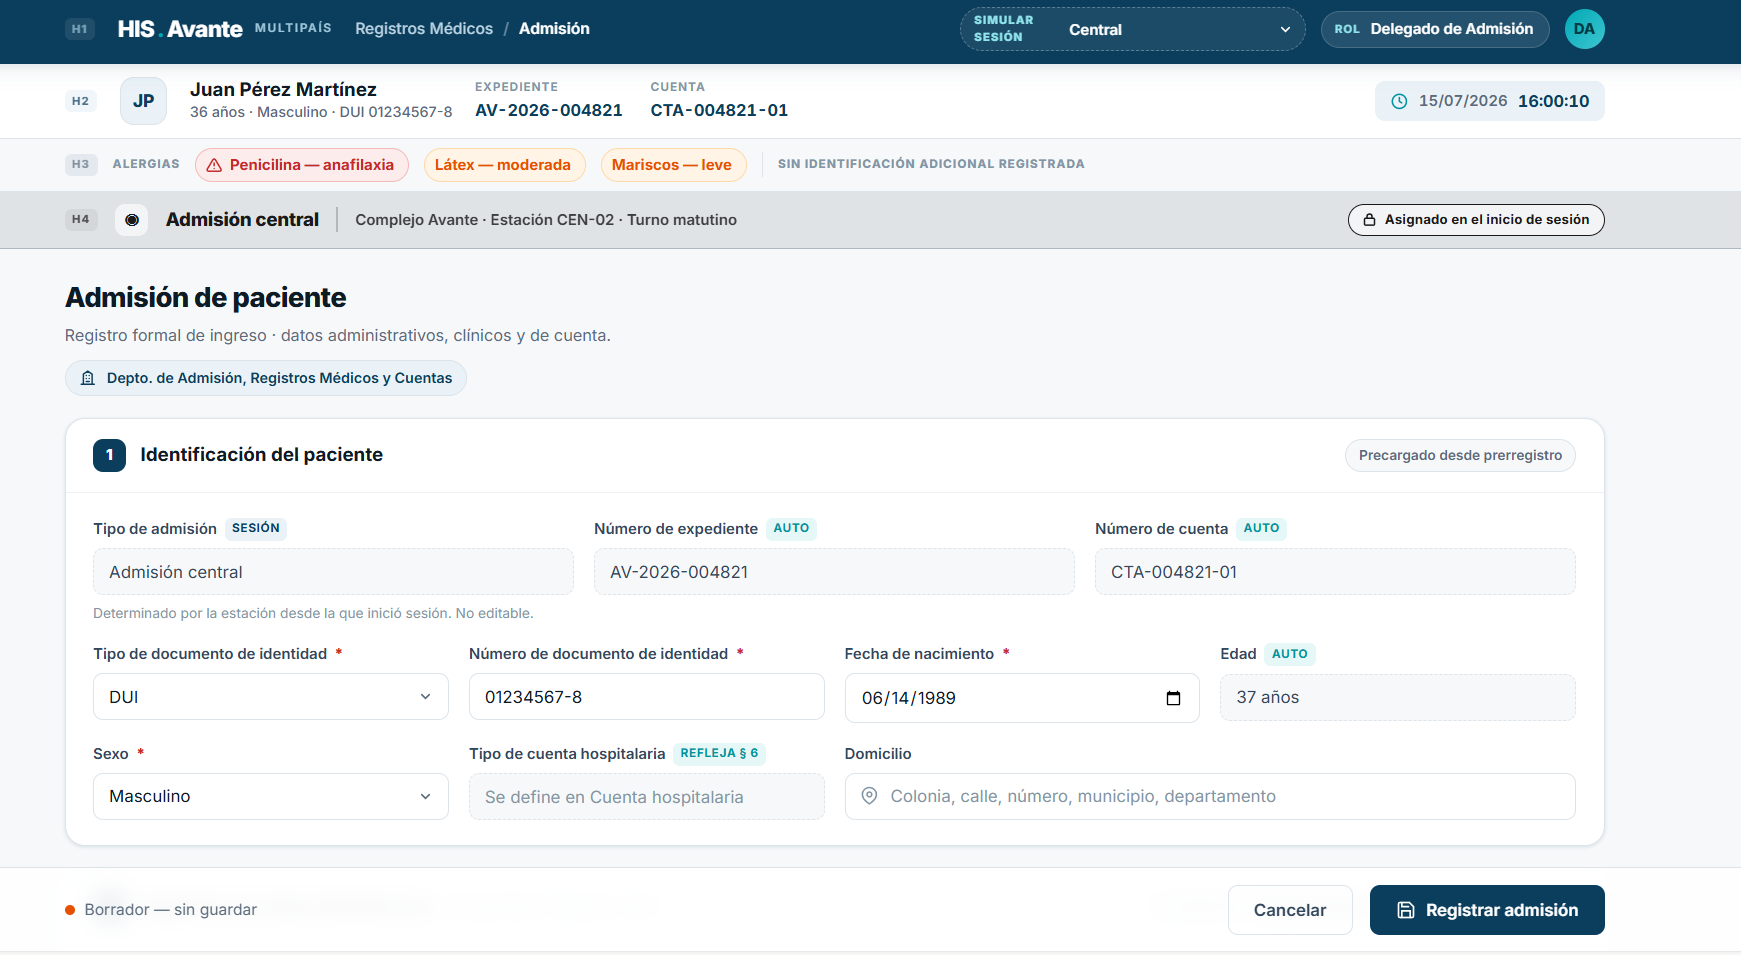 H1 HIS.Avante MULTIPAÍS Registros Médicos / Admisión SIMULAR SESIÓN Central ROL Delegado de Admisión DA
H2 JP Juan Pérez Martínez
36 años · Masculino · DUI 01234567-8
EXPEDIENTE
AV-2026-004821
CUENTA
CTA-004821-01
15/07/2026 16:00:10
H3 ALERGIAS Penicilina — anafilaxia Látex — moderada Mariscos — leve SIN IDENTIFICACIÓN ADICIONAL REGISTRADA
H4 Admisión central Complejo Avante · Estación CEN-02 · Turno matutino Asignado en el inicio de sesión
Admisión de paciente
Registro formal de ingreso · datos administrativos, clínicos y de cuenta.
Depto. de Admisión, Registros Médicos y Cuentas
1 Identificación del paciente Precargado desde prerregistro
Tipo de admisión SESIÓN Número de expediente AUTO Número de cuenta AUTO
Admisión central AV-2026-004821 CTA-004821-01
Determinado por la estación desde la que inició sesión. No editable.
Tipo de documento de identidad * Número de documento de identidad * Fecha de nacimiento * Edad AUTO
DUI 01234567-8 06/14/1989 37 años
Sexo * Tipo de cuenta hospitalaria REFLEJA § 6 Domicilio
Masculino Se define en Cuenta hospitalaria Colonia, calle, número, municipio, departamento
Borrador — sin guardar Cancelar Registrar admisión